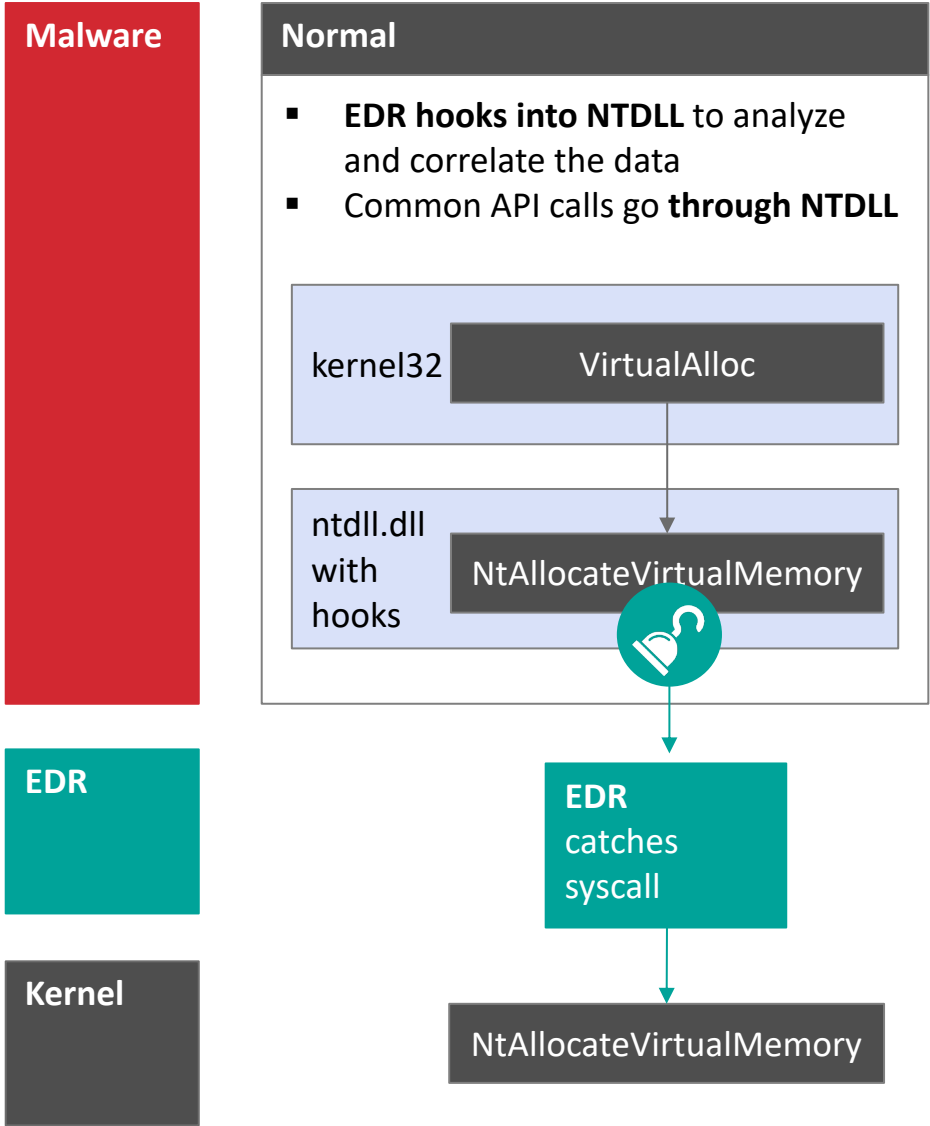 Malware
Normal
▪ EDR hooks into NTDLL to analyze
and correlate the data
▪ Common API calls go through NTDLL
kernel32
VirtualAlloc
ntdll.dll
with
hooks
NtAllocateVirtualMemory
EDR
EDR
catches
syscall
Kernel
NtAllocateVirtualMemory